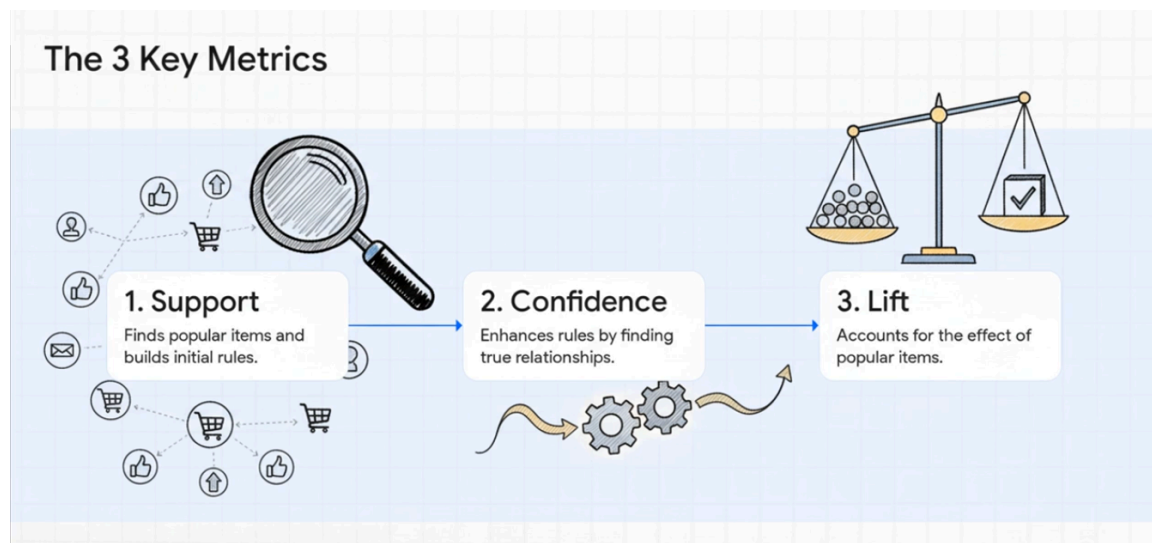 The 3 Key Metrics
1. Support
Finds popular items and
builds initial rules.
2. Confidence
Enhances rules by finding
true relationships.
3. Lift
Accounts for the effect of
popular items.